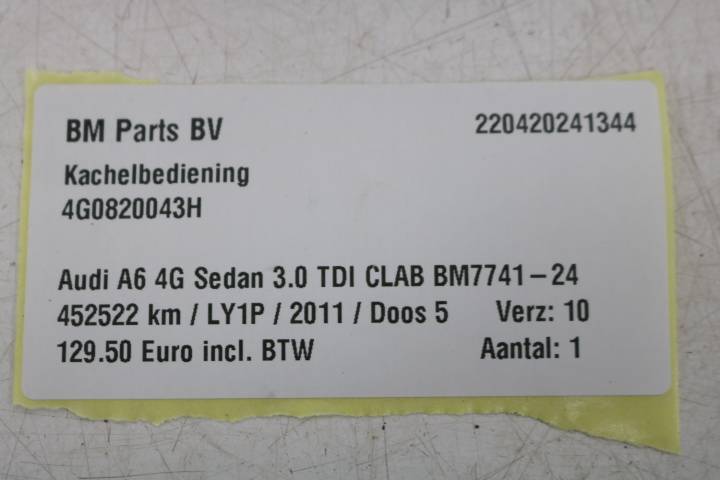 BM Parts BV 220420241344
Kachelbediening
4G0820043H
Audi A6 4G Sedan 3.0 TDI CLAB BM7741-24
452522 km / LY1P / 2011 / Doos 5 Verz: 10
129.50 Euro incl. BTW Aantal: 1